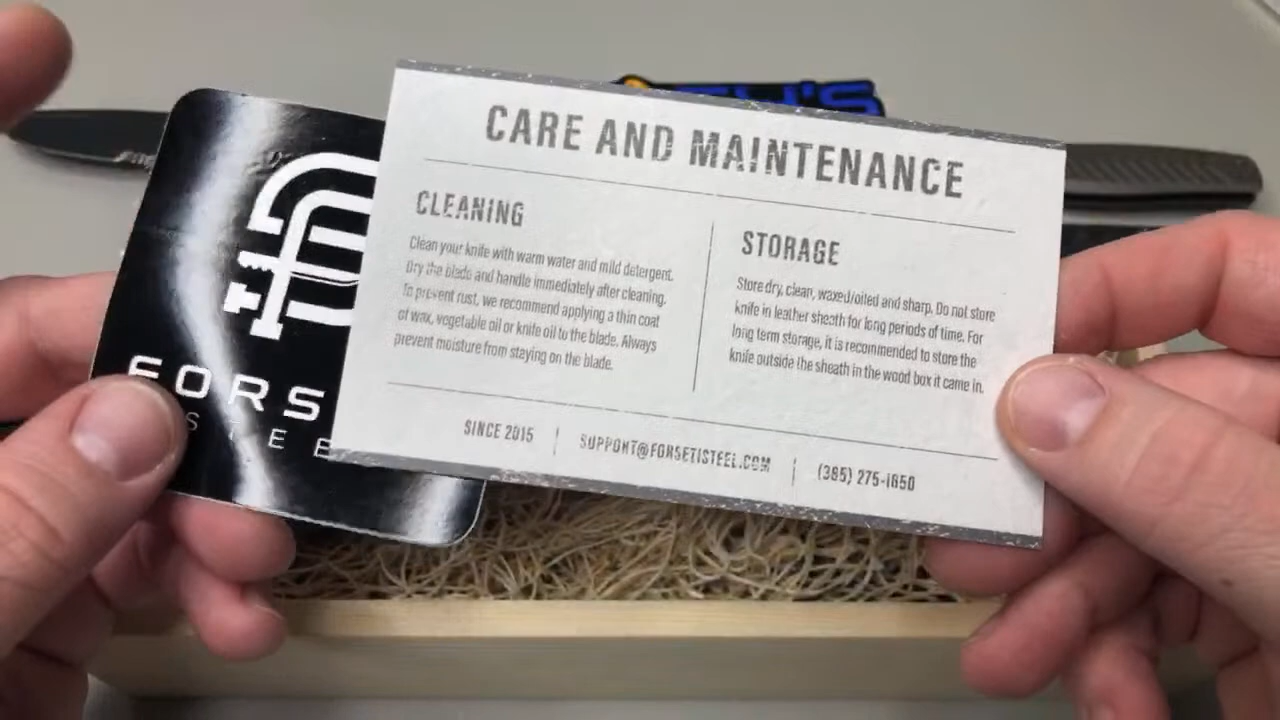 CARE AND MAINTENANCE
CLEANING
Clean your knife with warm water and mild detergent.
Dry the blade and handle immediately after cleaning.
To prevent rust, we recommend applying a thin coat
of wax, vegetable oil or knife oil to the blade. Always
prevent moisture from staying on the blade.
STORAGE
Store dry, clean, waxed/oiled and sharp. Do not store
knife in leather sheath for long periods of time. For
long term storage, it is recommended to store the
knife outside the sheath in the wood box it came in.
SINCE 2015 | SUPPORT@FORSETISTEEL.COM | (385) 275-1650
FORS
STEE